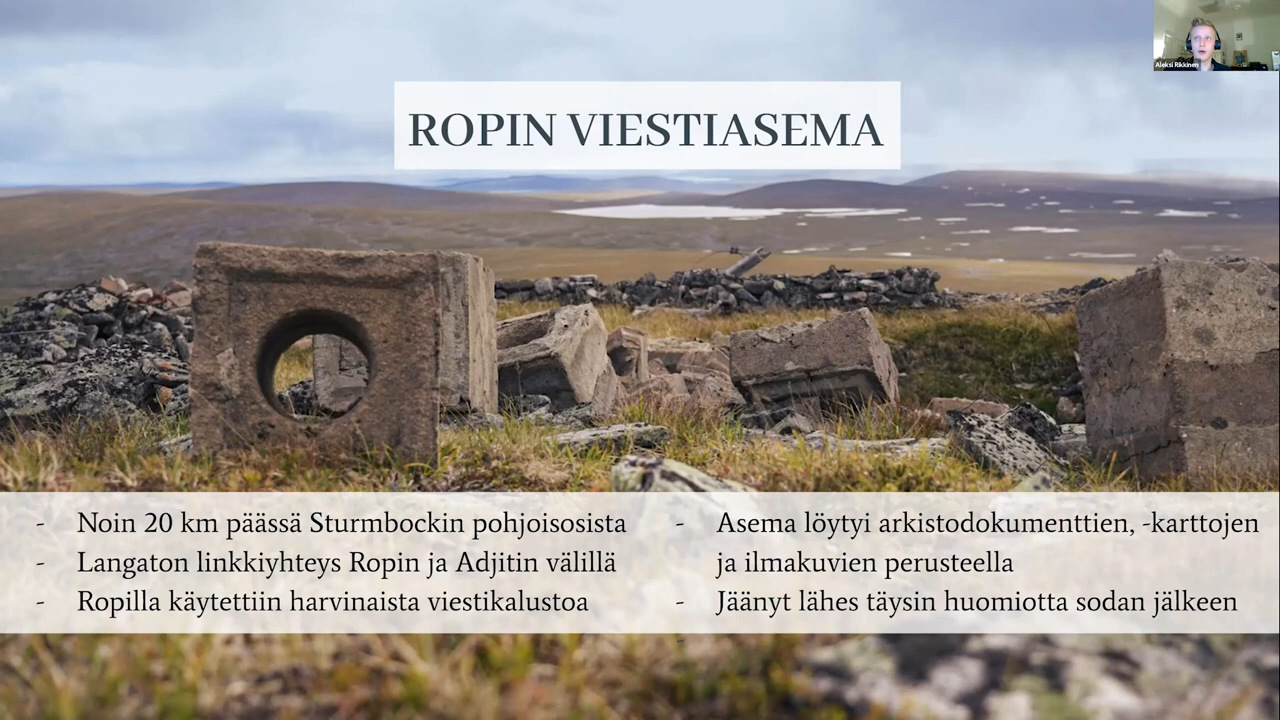 Aleksi Rikkinen
ROPIN VIESTIASEMA
- Noin 20 km päässä Sturmbockin pohjoisosista
- Langaton linkkiyhteys Ropin ja Adjitin välillä
- Ropilla käytettiin harvinaista viestikalustoa
- Asema löytyi arkistodokumenttien, -karttojen
ja ilmakuvien perusteella
- Jäänyt lähes täysin huomiotta sodan jälkeen
-